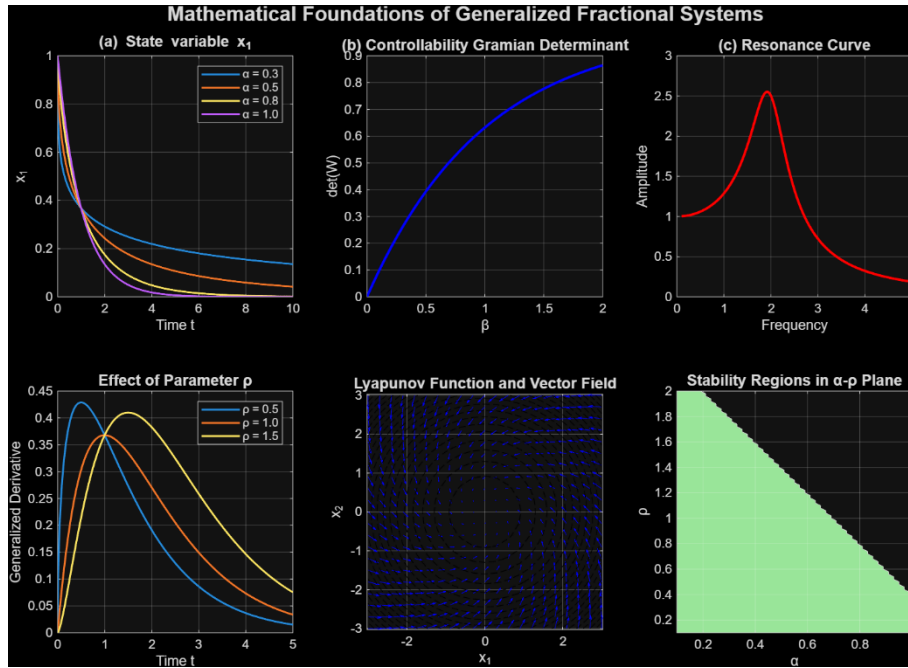 Mathematical Foundations of Generalized Fractional Systems
(a) State variable x₁
1
0.8
0.6
0.4
0.2
0
0 2 4 6 8 10
x₁
Time t
α = 0.3
α = 0.5
α = 0.8
α = 1.0
(b) Controllability Gramian Determinant
0.9
0.8
0.7
0.6
0.5
0.4
0.3
0.2
0.1
0
0 0.5 1 1.5 2
det(W)
β
(c) Resonance Curve
3
2.5
2
1.5
1
0.5
0
0 1 2 3 4
Amplitude
Frequency
Effect of Parameter ρ
0.45
0.4
0.35
0.3
0.25
0.2
0.15
0.1
0.05
0
0 1 2 3 4 5
Generalized Derivative
Time t
ρ = 0.5
ρ = 1.0
ρ = 1.5
Lyapunov Function and Vector Field
3
2
1
0
-1
-2
-3
-2 0 2
x₂
x₁
Stability Regions in α-ρ Plane
2
1.8
1.6
1.4
1.2
1
0.8
0.6
0.4
0.2
0.2 0.4 0.6 0.8
ρ
α